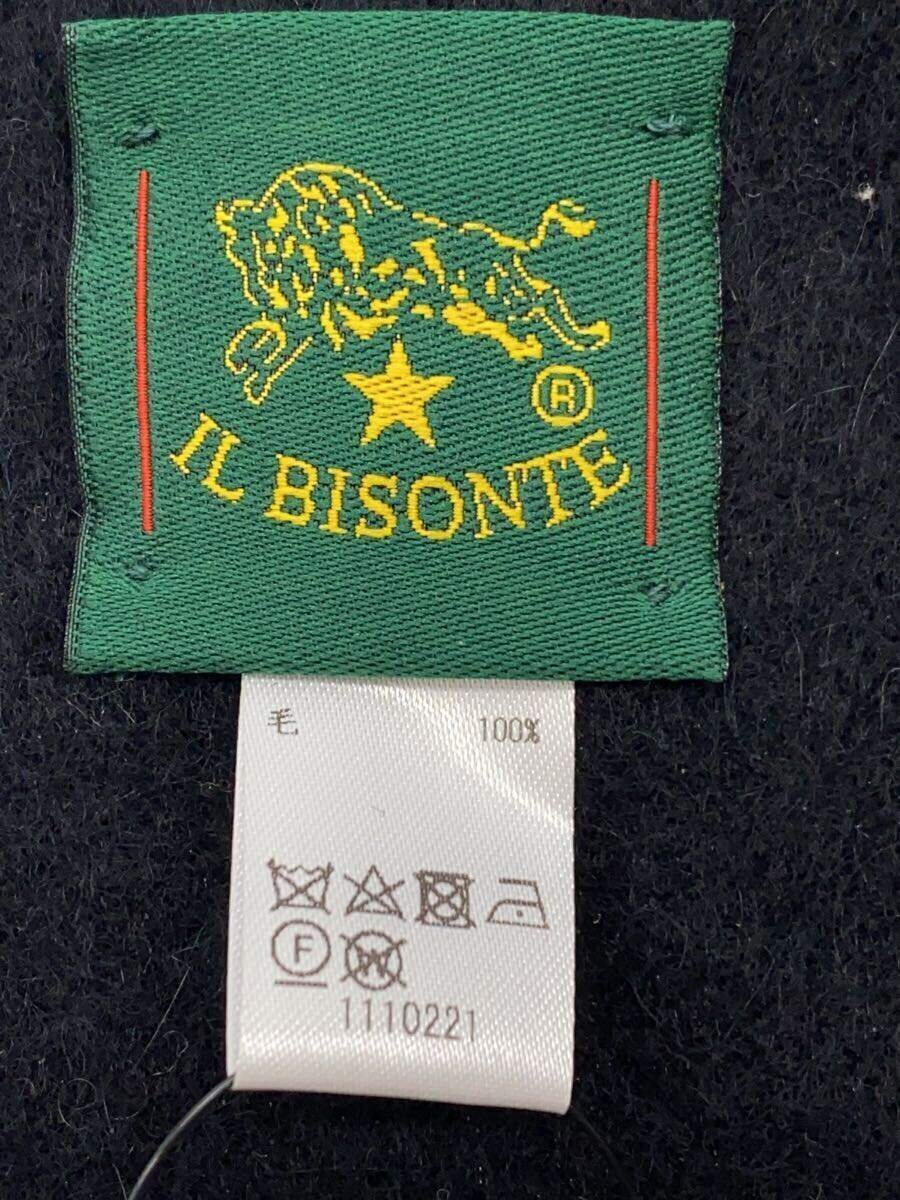 ®
IL BISONTE
毛 100%
F W
1110221